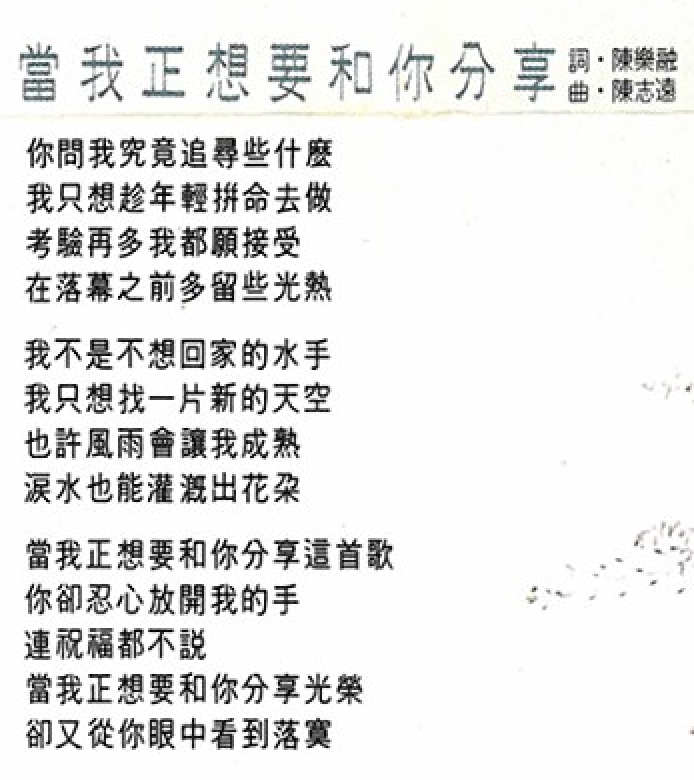 當我正想要和你分享
詞・陳樂融
曲・陳志遠
你問我究竟追尋些什麼
我只想趁年輕拚命去做
考驗再多我都願接受
在落幕之前多留些光熱
我不是不想回家的水手
我只想找一片新的天空
也許風雨會讓我成熟
淚水也能灌溉出花朶
當我正想要和你分享這首歌
你卻忍心放開我的手
連祝福都不說
當我正想要和你分享光榮
卻又從你眼中看到落寞